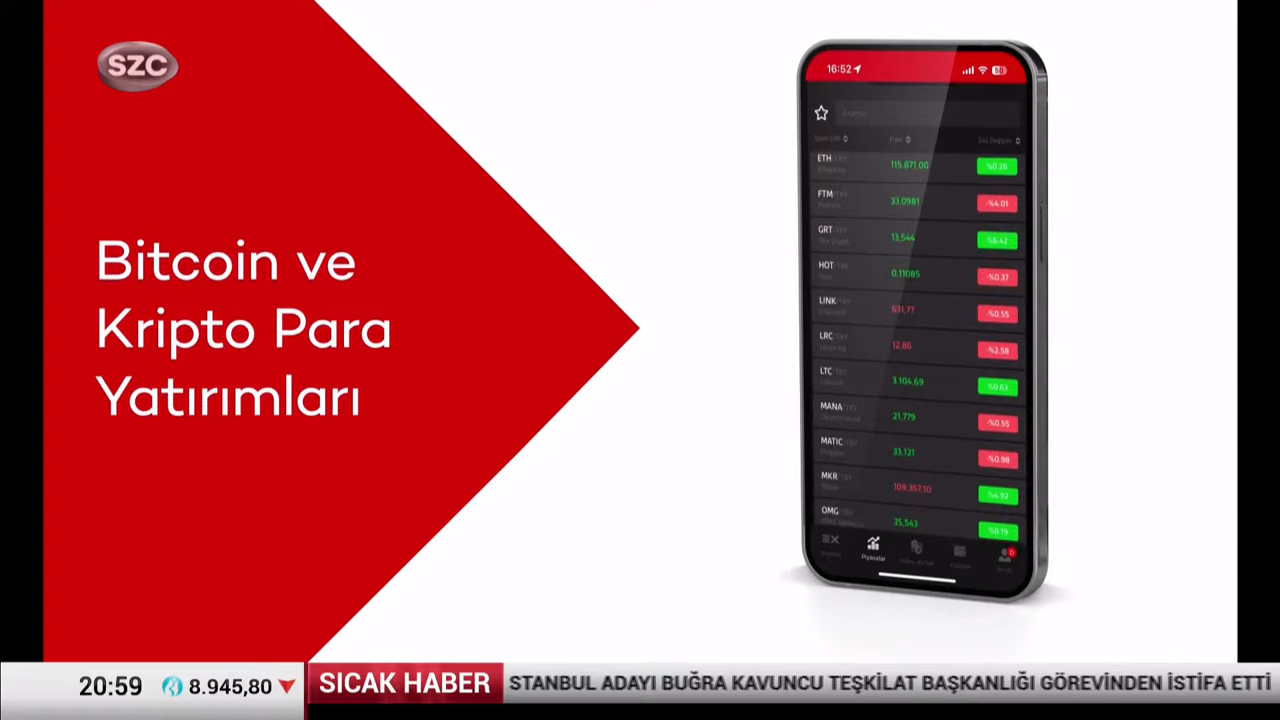 SZC
Bitcoin ve
Kripto Para
Yatırımları
16:52
ETH 115.871,00 %0.26
FTM 33,0981 -%4.01
GRT 13,544 %6.42
HOT 0,11085 -%0.37
LINK 631,77 -%0.55
LRC 12,86 -%2.58
LTC 3.104,69 %0.63
MANA 21,779 -%0.55
MATIC 33,121 -%0.98
MKR 109.357,10 %4.92
OMG 35,543 %0.19
Piyasalar
20:59 8.945,80 SICAK HABER STANBUL ADAYI BUĞRA KAVUNCU TEŞKİLAT BAŞKANLIĞI GÖREVİNDEN İSTİFA ETTİ